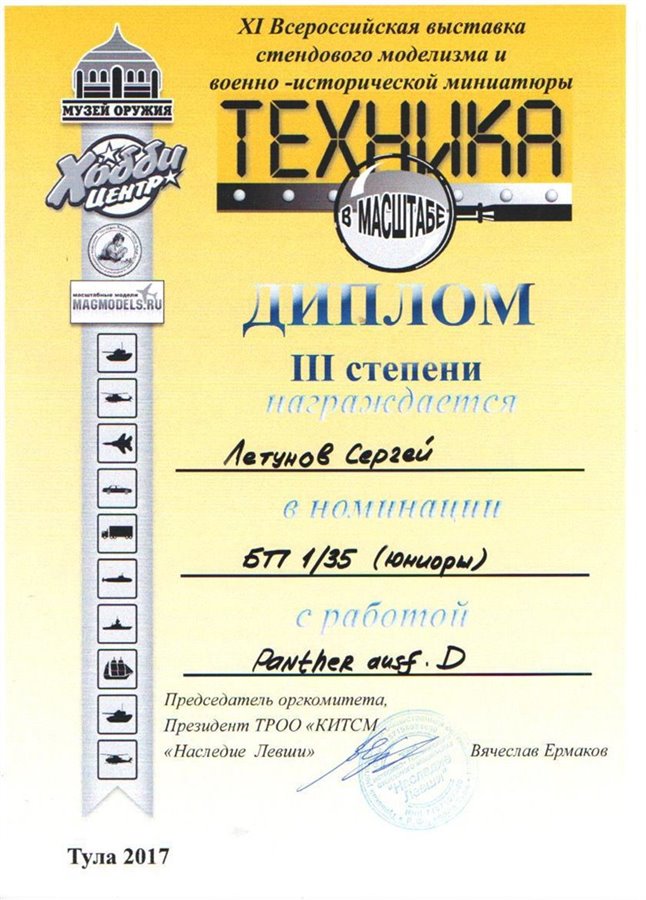 XI Всероссийская выставка
стендового моделизма и
военно -исторической миниатюры
МУЗЕЙ ОРУЖИЯ
ТЕХНИКА
В МАСШТАБЕ
Хобби
ЦЕНТР
масштабные модели
MAGMODELS.RU
ДИПЛОМ
III степени
награждается
Летунов Сергей
в номинации
БТТ 1/35 (юниоры)
с работой
Panther ausf. D
Председатель оргкомитета,
Президент ТРОО «КИТСМ
«Наследие Левши»
Вячеслав Ермаков
"Наследие
Левши"
Тула 2017